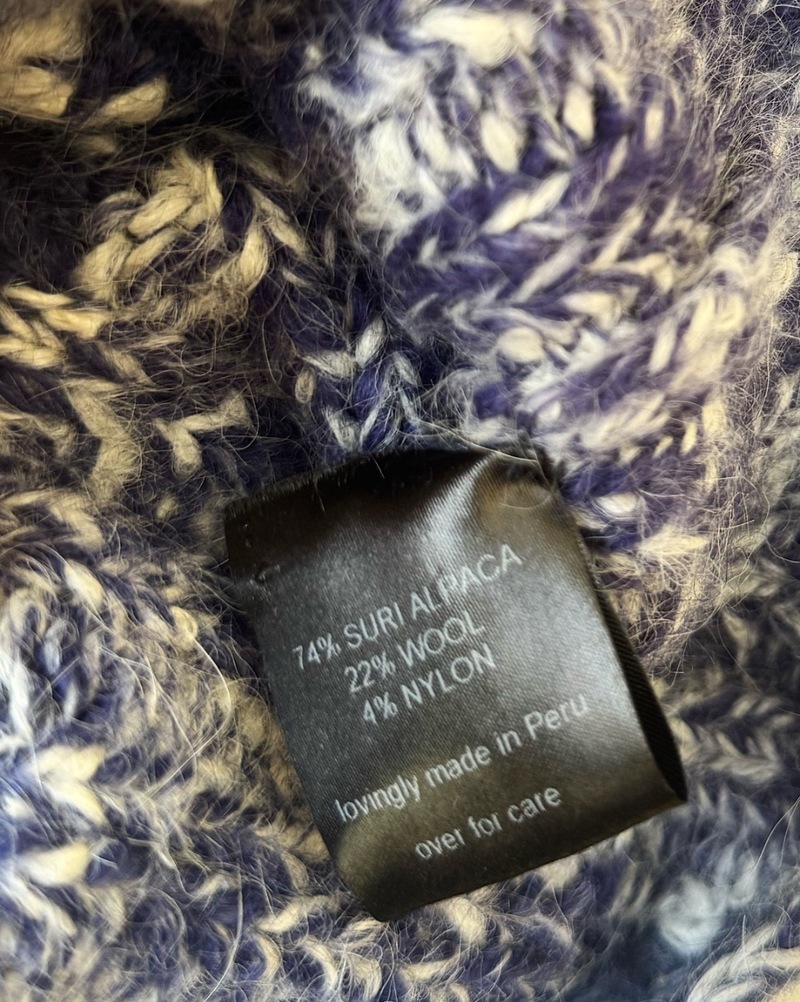 74% SURI ALPACA
22% WOOL
4% NYLON
lovingly made in Peru
over for care